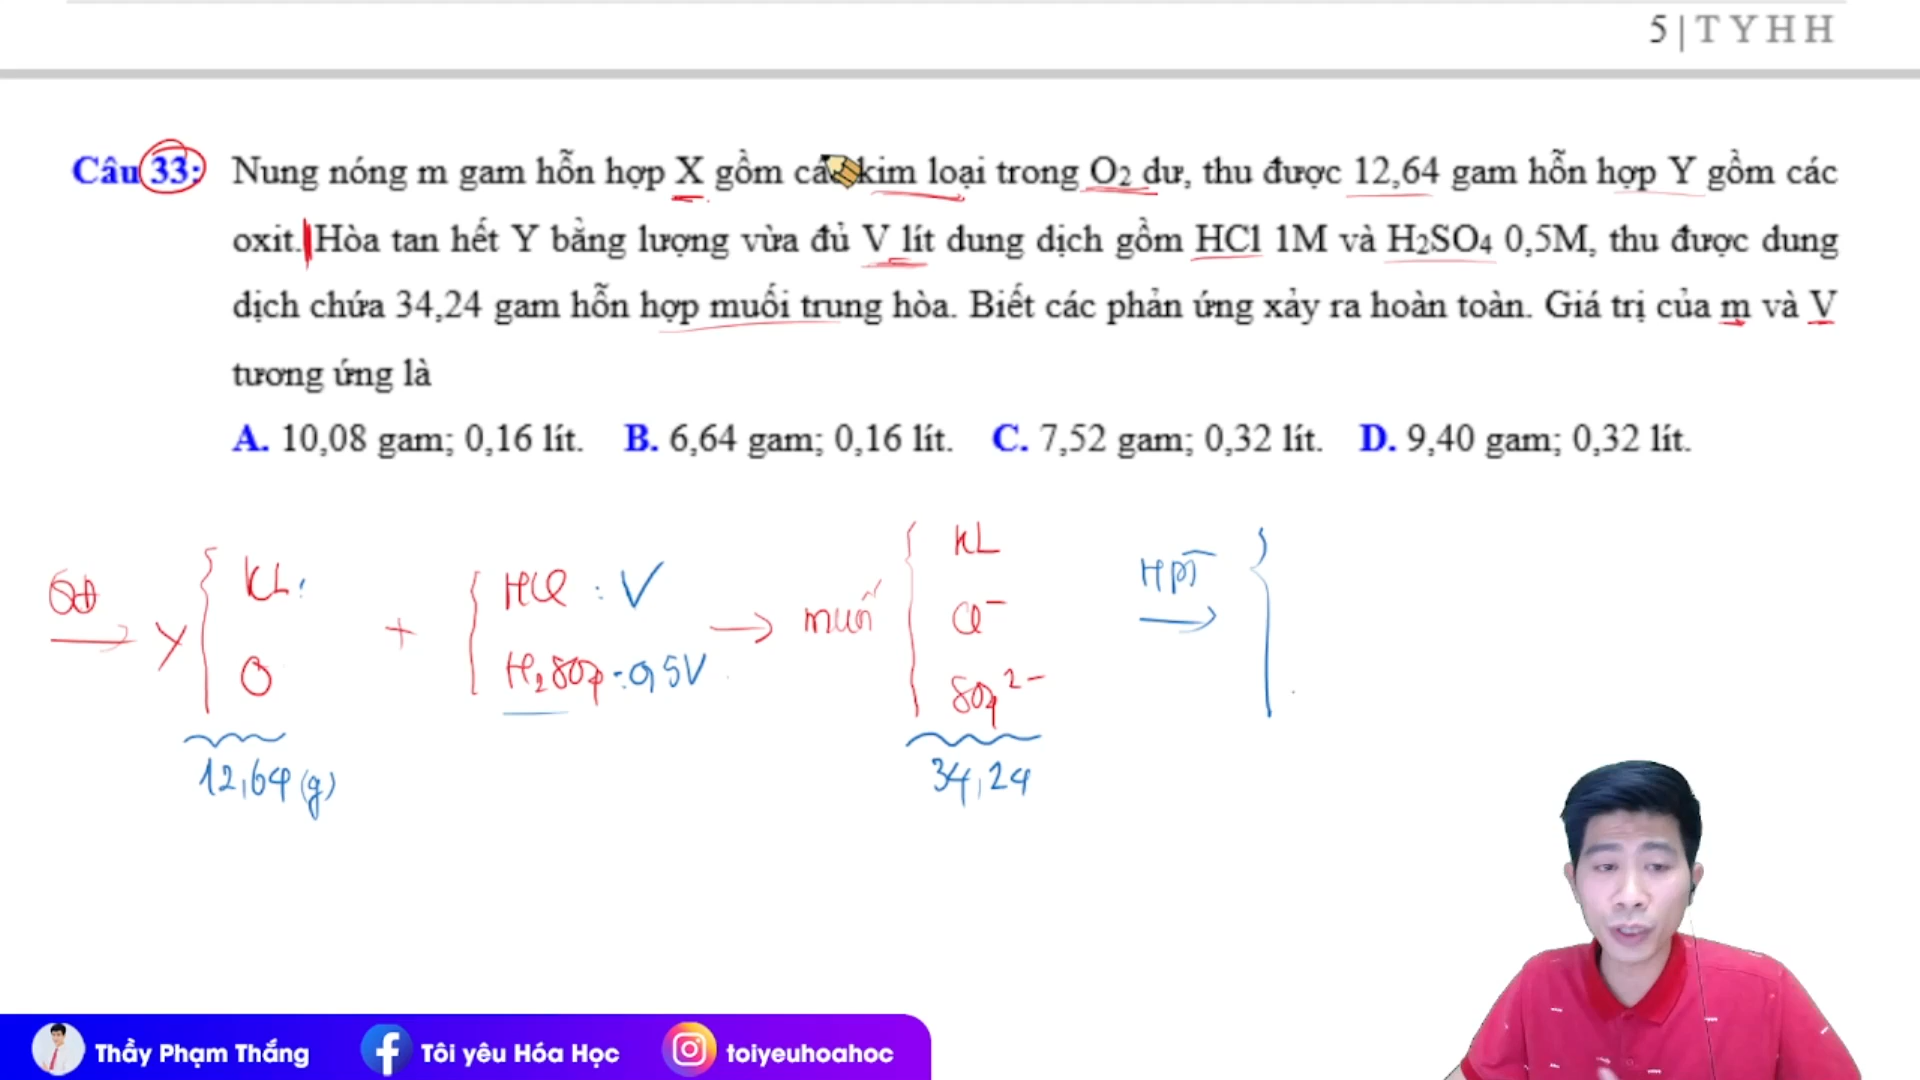 5 | T Y H H
Câu 33: Nung nóng m gam hỗn hợp X gồm các kim loại trong O₂ dư, thu được 12,64 gam hỗn hợp Y gồm các
oxit. Hòa tan hết Y bằng lượng vừa đủ V lít dung dịch gồm HCl 1M và H₂SO₄ 0,5M, thu được dung
dịch chứa 34,24 gam hỗn hợp muối trung hòa. Biết các phản ứng xảy ra hoàn toàn. Giá trị của m và V
tương ứng là
A. 10,08 gam; 0,16 lít. B. 6,64 gam; 0,16 lít. C. 7,52 gam; 0,32 lít. D. 9,40 gam; 0,32 lít.
Qđ → Y { KL: O + { HCl : V H₂SO₄ : 0,5V → muối { KL Cl⁻ SO₄²⁻
12,64 (g)
34,24
Thầy Phạm Thắng
Tôi yêu Hóa Học
toiyeuhoahoc